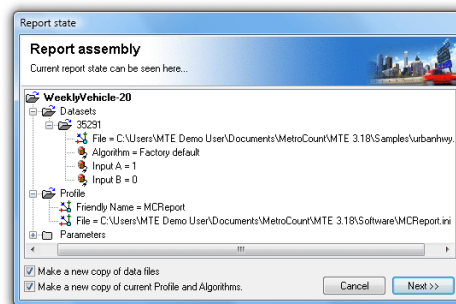 Report state
Report assembly
Current report state can be seen here...
WeeklyVehicle-20
Datasets
35291
File = C:\Users\MTE Demo User\Documents\MetroCount\MTE 3.18\Samples\urbanhwy.
Algorithm = Factory default
Input A = 1
Input B = 0
Profile
Friendly Name = MCReport
File = C:\Users\MTE Demo User\Documents\MetroCount\MTE 3.18\Software\MCReport.ini
Parameters
Make a new copy of data files
Make a new copy of current Profile and Algorithms.
Cancel
Next >>